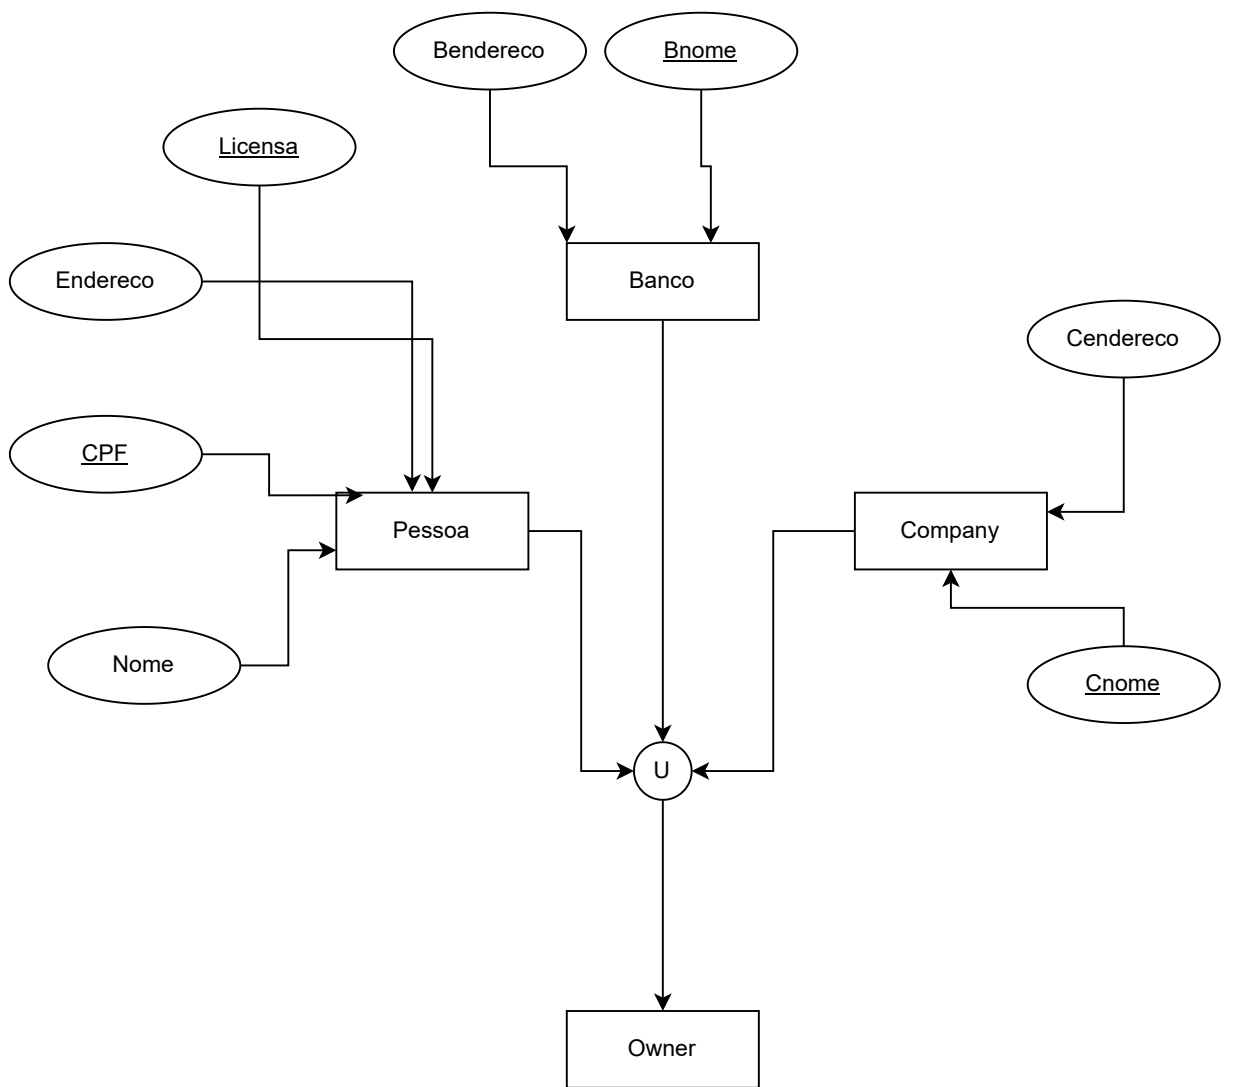 Bendereco
Bnome
Licensa
Endereco
Banco
Cendereco
CPF
Pessoa
Company
Nome
Cnome
U
Owner